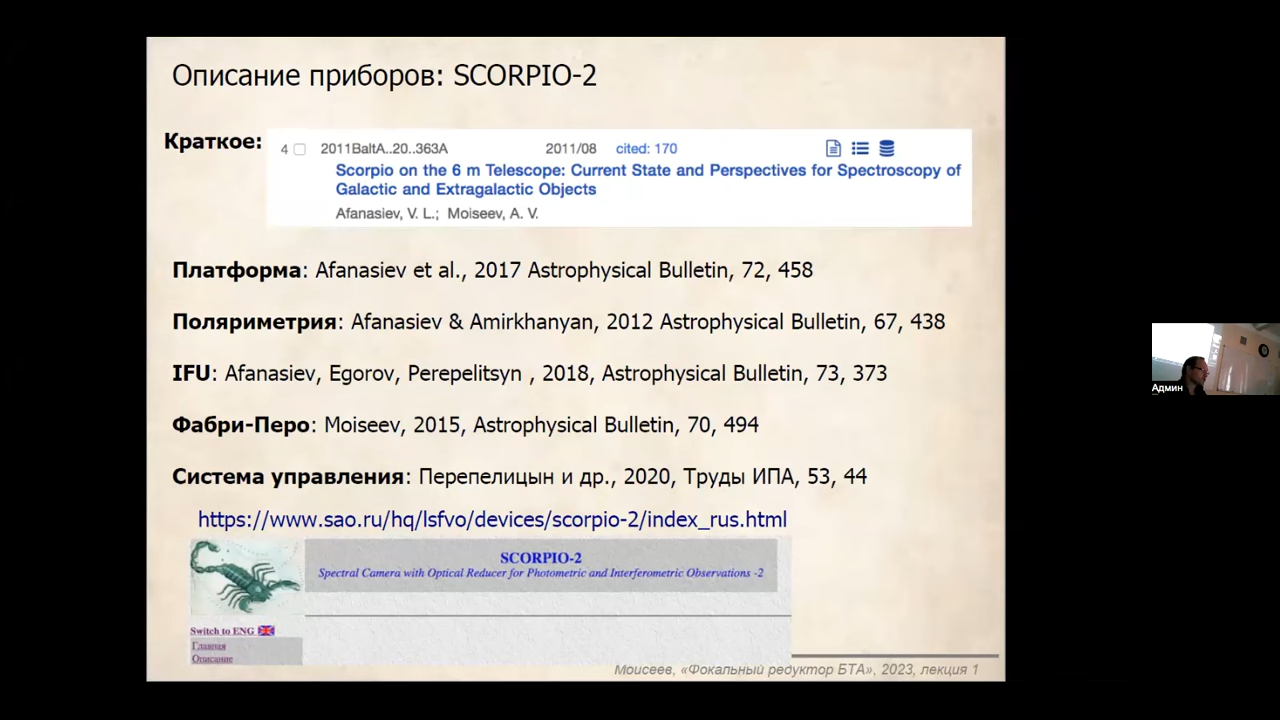 Описание приборов: SCORPIO-2
Краткое:
4 2011BaltA..20..363A 2011/08 cited: 170
Scorpio on the 6 m Telescope: Current State and Perspectives for Spectroscopy of
Galactic and Extragalactic Objects
Afanasiev, V. L.; Moiseev, A. V.
Платформа: Afanasiev et al., 2017 Astrophysical Bulletin, 72, 458
Поляриметрия: Afanasiev & Amirkhanyan, 2012 Astrophysical Bulletin, 67, 438
IFU: Afanasiev, Egorov, Perepelitsyn , 2018, Astrophysical Bulletin, 73, 373
Фабри-Перо: Moiseev, 2015, Astrophysical Bulletin, 70, 494
Система управления: Перепелицын и др., 2020, Труды ИПА, 53, 44
https://www.sao.ru/hq/lsfvo/devices/scorpio-2/index_rus.html
SCORPIO-2
Spectral Camera with Optical Reducer for Photometric and Interferometric Observations -2
Switch to ENG
Главная
Описание
Моисеев, «Фокальный редуктор БТА», 2023, лекция 1
Админ